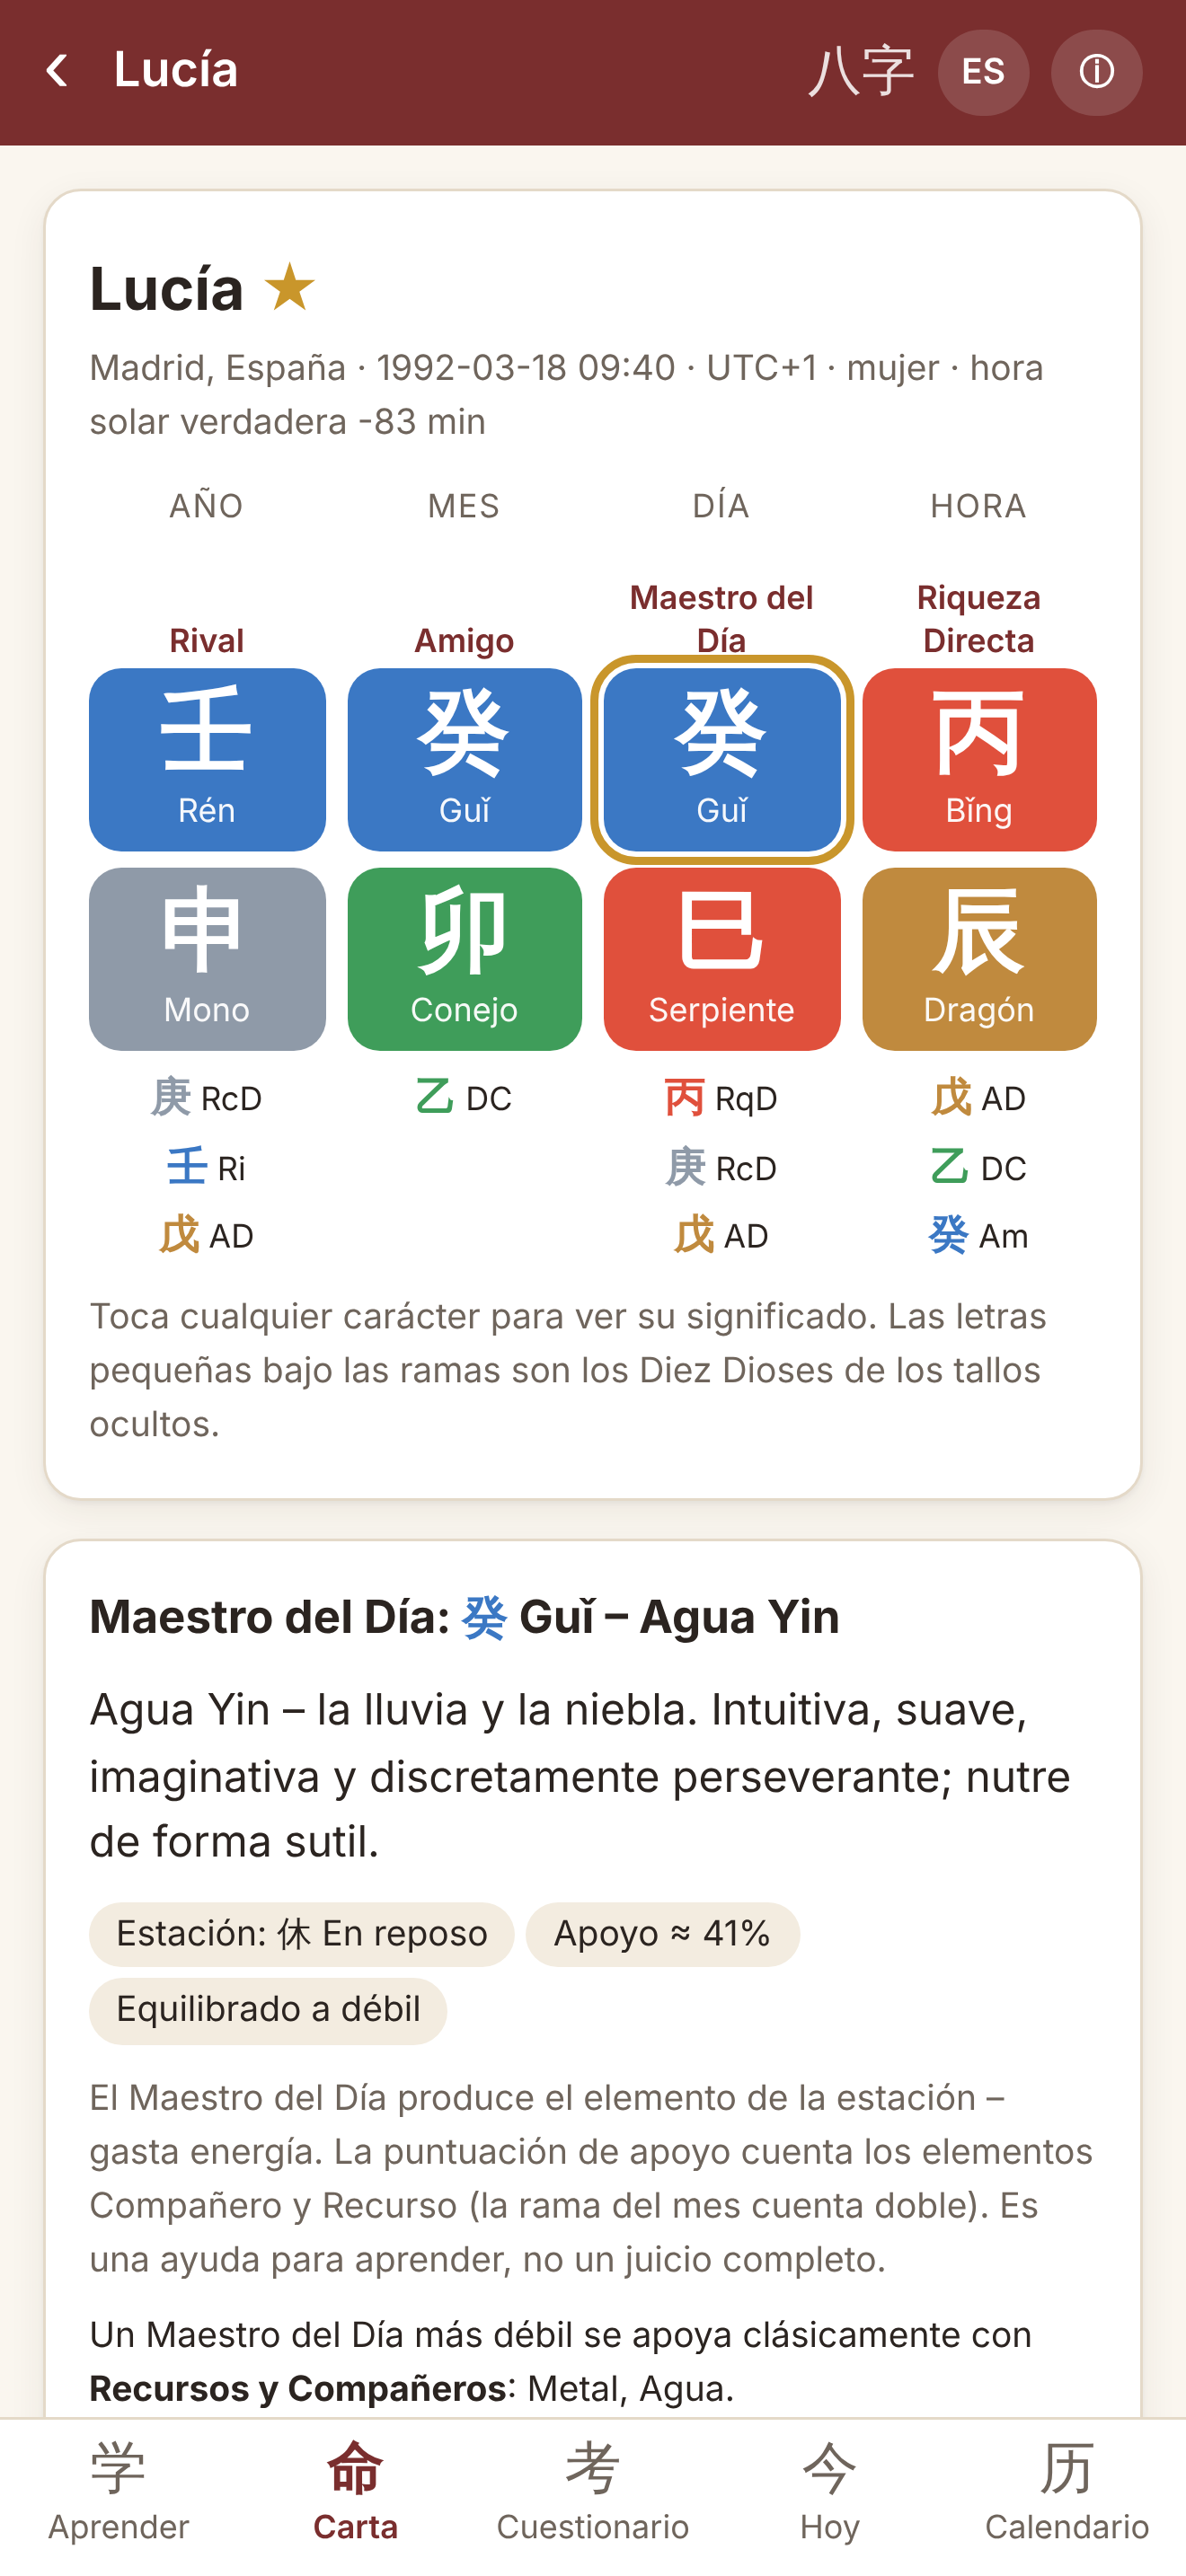 ‹ Lucía 八字 ES ⓘ
Lucía ★
Madrid, España · 1992-03-18 09:40 · UTC+1 · mujer · hora
solar verdadera -83 min
AÑO MES DÍA HORA
Rival Amigo Maestro del Día Riqueza Directa
壬 癸 癸 丙
Rén Guǐ Guǐ Bǐng
申 卯 巳 辰
Mono Conejo Serpiente Dragón
庚 RcD 乙 DC 丙 RqD 戊 AD
壬 Ri 庚 RcD 乙 DC
戊 AD 戊 AD 癸 Am
Toca cualquier carácter para ver su significado. Las letras
pequeñas bajo las ramas son los Diez Dioses de los tallos
ocultos.
Maestro del Día: 癸 Guǐ – Agua Yin
Agua Yin – la lluvia y la niebla. Intuitiva, suave,
imaginativa y discretamente perseverante; nutre
de forma sutil.
Estación: 休 En reposo Apoyo ≈ 41%
Equilibrado a débil
El Maestro del Día produce el elemento de la estación –
gasta energía. La puntuación de apoyo cuenta los elementos
Compañero y Recurso (la rama del mes cuenta doble). Es
una ayuda para aprender, no un juicio completo.
Un Maestro del Día más débil se apoya clásicamente con
Recursos y Compañeros: Metal, Agua.
学 命 考 今 历
Aprender Carta Cuestionario Hoy Calendario